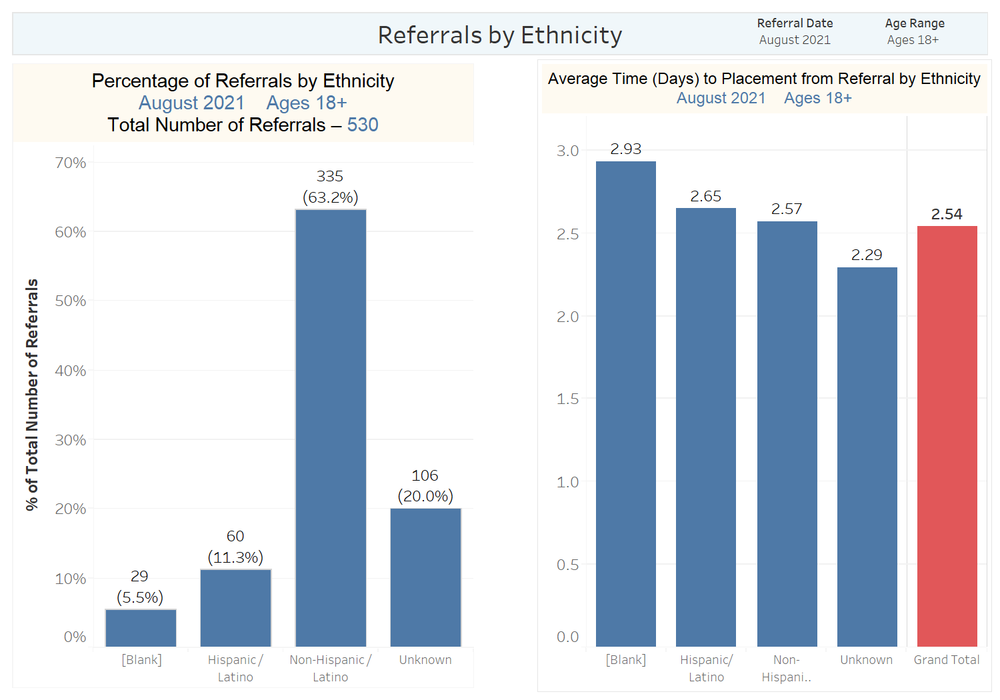 Referrals by Ethnicity
Referral Date
August 2021
Age Range
Ages 18+
Percentage of Referrals by Ethnicity
August 2021 Ages 18+
Total Number of Referrals – 530
% of Total Number of Referrals
70%
60%
50%
40%
30%
20%
10%
0%
29
(5.5%)
60
(11.3%)
335
(63.2%)
106
(20.0%)
[Blank]
Hispanic/
Latino
Non-Hispanic/
Latino
Unknown
Average Time (Days) to Placement from Referral by Ethnicity
August 2021 Ages 18+
3.0
2.5
2.0
1.5
1.0
0.5
0.0
2.93
2.65
2.57
2.29
2.54
[Blank]
Hispanic/
Latino
Non-
Hispani..
Unknown
Grand Total